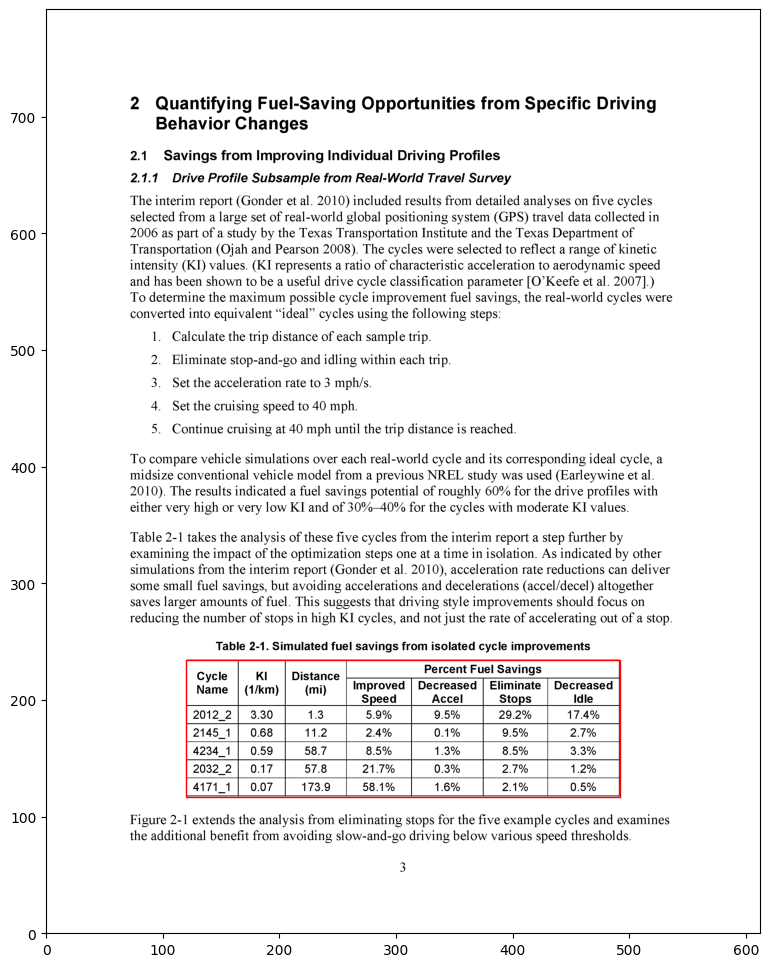 2 Quantifying Fuel-Saving Opportunities from Specific Driving
Behavior Changes
2.1 Savings from Improving Individual Driving Profiles
2.1.1 Drive Profile Subsample from Real-World Travel Survey
The interim report (Gonder et al. 2010) included results from detailed analyses on five cycles
selected from a large set of real-world global positioning system (GPS) travel data collected in
2006 as part of a study by the Texas Transportation Institute and the Texas Department of
Transportation (Ojah and Pearson 2008). The cycles were selected to reflect a range of kinetic
intensity (KI) values. (KI represents a ratio of characteristic acceleration to aerodynamic speed
and has been shown to be a useful drive cycle classification parameter [O’Keefe et al. 2007].)
To determine the maximum possible cycle improvement fuel savings, the real-world cycles were
converted into equivalent “ideal” cycles using the following steps:
1. Calculate the trip distance of each sample trip.
2. Eliminate stop-and-go and idling within each trip.
3. Set the acceleration rate to 3 mph/s.
4. Set the cruising speed to 40 mph.
5. Continue cruising at 40 mph until the trip distance is reached.
To compare vehicle simulations over each real-world cycle and its corresponding ideal cycle, a
midsize conventional vehicle model from a previous NREL study was used (Earleywine et al.
2010). The results indicated a fuel savings potential of roughly 60% for the drive profiles with
either very high or very low KI and of 30%–40% for the cycles with moderate KI values.
Table 2-1 takes the analysis of these five cycles from the interim report a step further by
examining the impact of the optimization steps one at a time in isolation. As indicated by other
simulations from the interim report (Gonder et al. 2010), acceleration rate reductions can deliver
some small fuel savings, but avoiding accelerations and decelerations (accel/decel) altogether
saves larger amounts of fuel. This suggests that driving style improvements should focus on
reducing the number of stops in high KI cycles, and not just the rate of accelerating out of a stop.
Table 2-1. Simulated fuel savings from isolated cycle improvements
Percent Fuel Savings
Cycle KI Distance
Name (1/km) (mi)
Improved Decreased Eliminate Decreased
Speed Accel Stops Idle
2012_2 3.30 1.3 5.9% 9.5% 29.2% 17.4%
2145_1 0.68 11.2 2.4% 0.1% 9.5% 2.7%
4234_1 0.59 58.7 8.5% 1.3% 8.5% 3.3%
2032_2 0.17 57.8 21.7% 0.3% 2.7% 1.2%
4171_1 0.07 173.9 58.1% 1.6% 2.1% 0.5%
Figure 2-1 extends the analysis from eliminating stops for the five example cycles and examines
the additional benefit from avoiding slow-and-go driving below various speed thresholds.
3
700
600
500
400
300
200
100
0
0 100 200 300 400 500 600